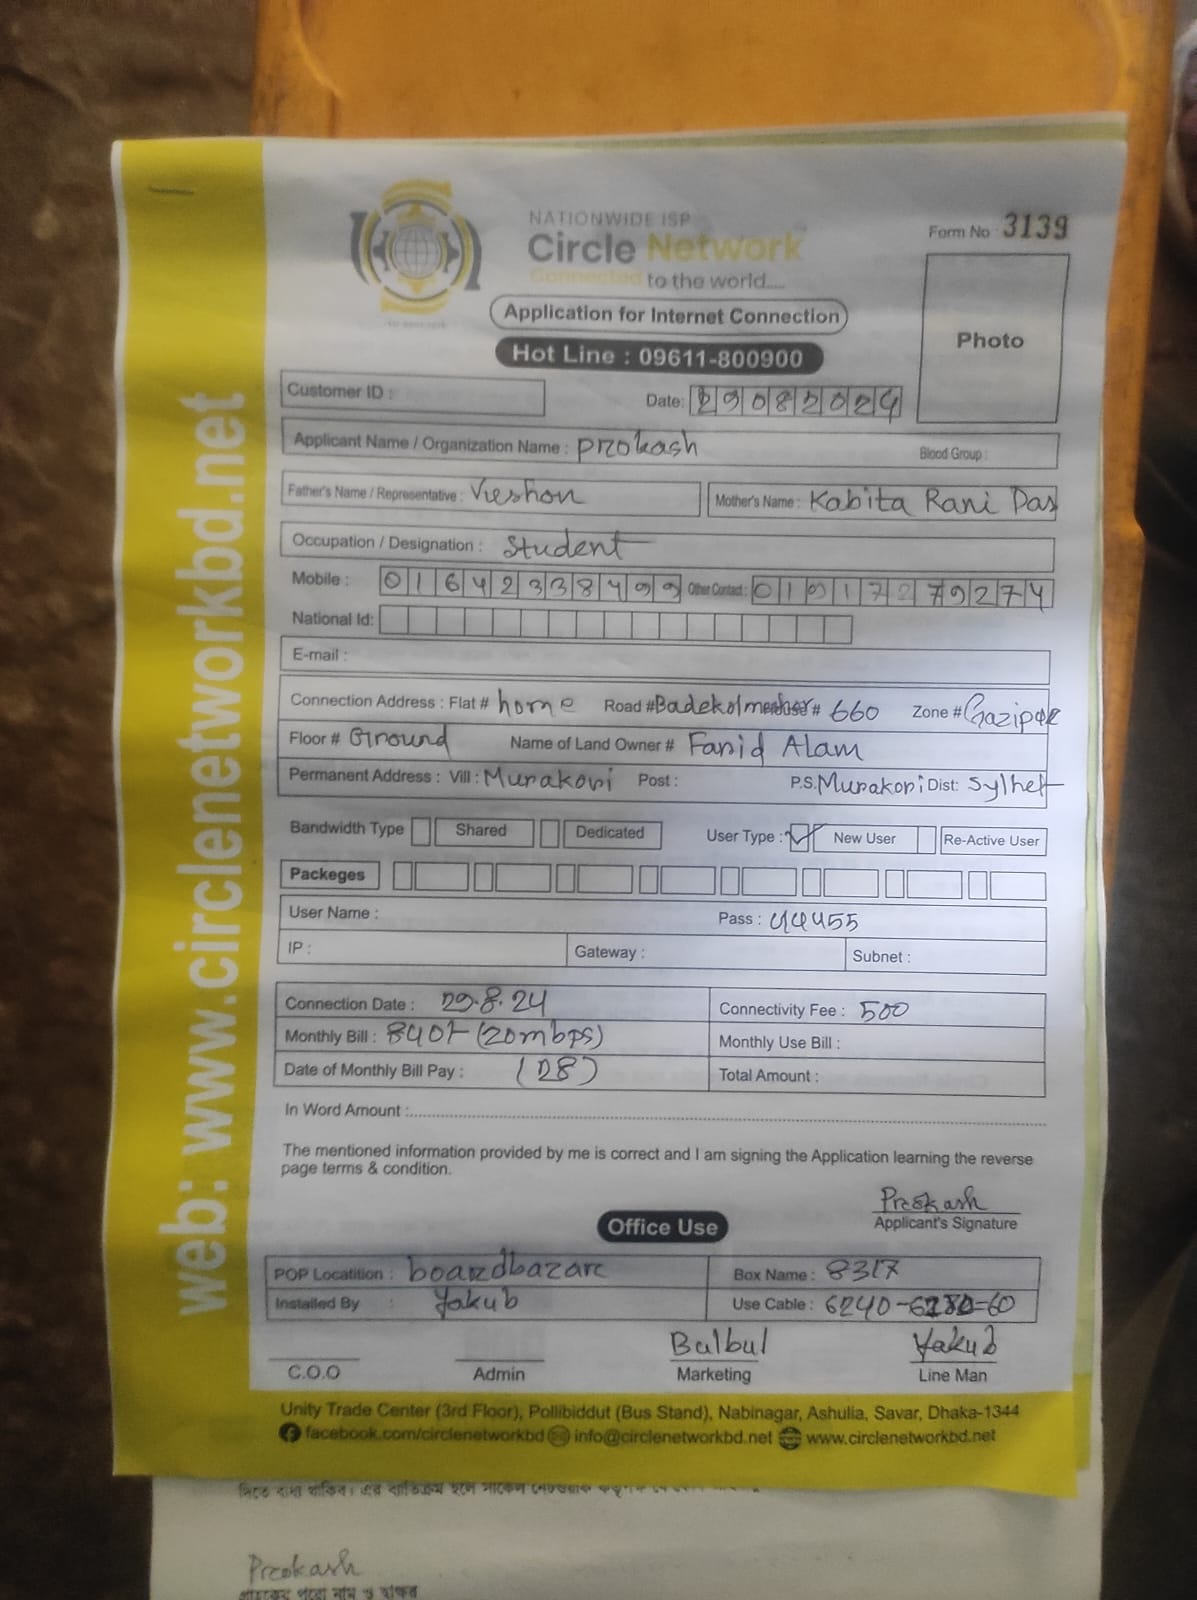 NATIONWIDE ISP
Circle Network
Connected to the world....
Form No 3139
Application for Internet Connection
Photo
Hot Line : 09611-800900
Customer ID :
Date: 29082024
Applicant Name / Organization Name : Prokash Blood Group :
Father's Name / Representative : Vieshon Mother's Name : Kabita Rani Das
Occupation / Designation : Student
Mobile : 01642338499 Other Contact : 01917279274
National Id:
E-mail :
Connection Address : Flat # home Road # Badekolmeshor # 660 Zone # Gazipur
Floor # Ground Name of Land Owner # Farid Alam
Permanent Address : Vill : Murakori Post : P.S. Murakori Dist: Sylhet
Bandwidth Type Shared Dedicated User Type : New User Re-Active User
Packeges
User Name : Pass : 44455
IP : Gateway : Subnet :
Connection Date : 29.8.24 Connectivity Fee : 500
Monthly Bill : 840/- (20mbps) Monthly Use Bill :
Date of Monthly Bill Pay : (28) Total Amount :
In Word Amount :
The mentioned information provided by me is correct and I am signing the Application learning the reverse
page terms & condition.
Prokash
Applicant's Signature
Office Use
POP Locatition : boardbazar Box Name : 8317
Installed By : Yakub Use Cable : 6240-6180=60
Bulbul Yakub
C.O.O Admin Marketing Line Man
Unity Trade Center (3rd Floor), Pollibiddut (Bus Stand), Nabinagar, Ashulia, Savar, Dhaka-1344
facebook.com/circlenetworkbd info@circlenetworkbd.net www.circlenetworkbd.net
web: www.circlenetworkbd.net
Prokash